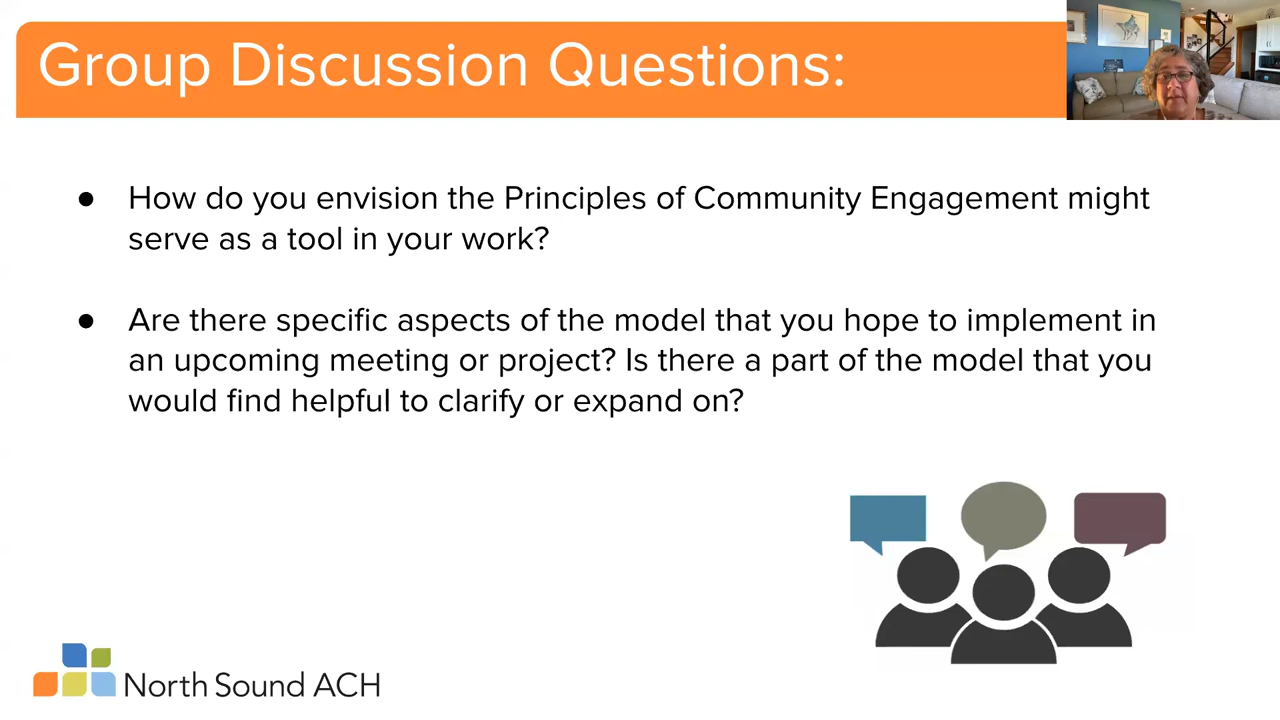 Group Discussion Questions:
● How do you envision the Principles of Community Engagement might
serve as a tool in your work?
● Are there specific aspects of the model that you hope to implement in
an upcoming meeting or project? Is there a part of the model that you
would find helpful to clarify or expand on?
North Sound ACH